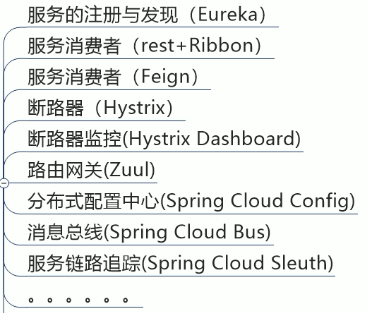 服务的注册与发现（Eureka）
服务消费者（rest+Ribbon）
服务消费者（Feign）
断路器（Hystrix）
断路器监控(Hystrix Dashboard)
路由网关(Zuul)
分布式配置中心(Spring Cloud Config)
消息总线(Spring Cloud Bus)
服务链路追踪(Spring Cloud Sleuth)
。。。。。。